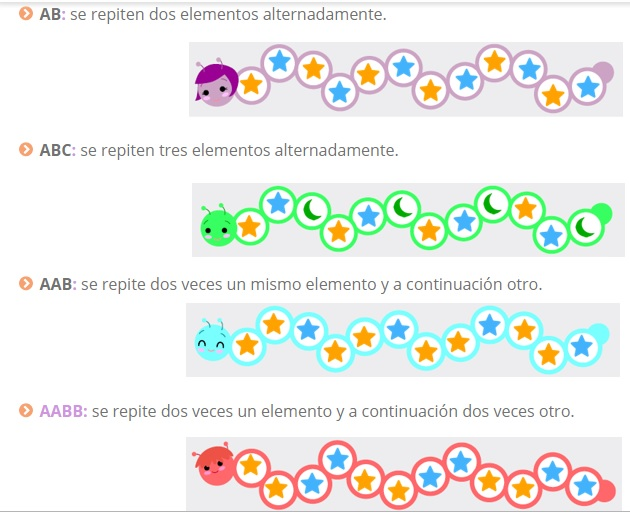 AB: se repiten dos elementos alternadamente.
ABC: se repiten tres elementos alternadamente.
AAB: se repite dos veces un mismo elemento y a continuación otro.
AABB: se repite dos veces un elemento y a continuación dos veces otro.